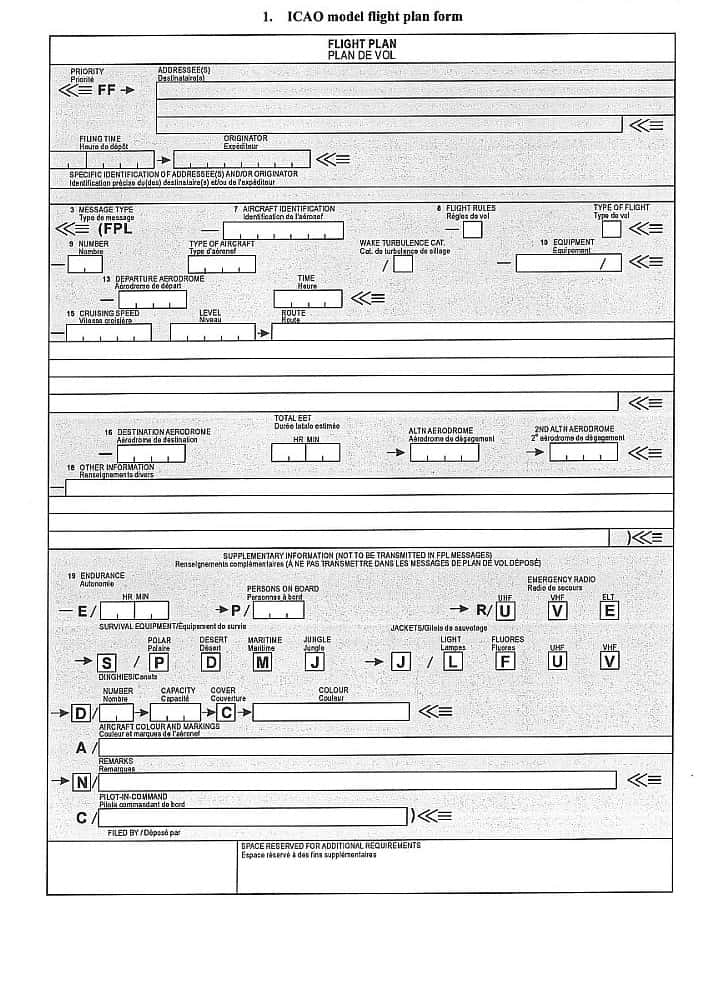 1. ICAO model flight plan form
FLIGHT PLAN
PLAN DE VOL
PRIORITY
Priorité
ADDRESSEE(S)
Destinataire(s)
<<≡ FF →
<<≡
FILING TIME
Heure de dépôt
ORIGINATOR
Expéditeur
→ <<≡
SPECIFIC IDENTIFICATION OF ADDRESSEE(S) AND/OR ORIGINATOR
Identification précise du(des) destinataire(s) et/ou de l'expéditeur
3 MESSAGE TYPE
Type de message
7 AIRCRAFT IDENTIFICATION
Identification de l'aéronef
8 FLIGHT RULES
Règles de vol
TYPE OF FLIGHT
Type de vol
<<≡ (FPL — — <<≡
9 NUMBER
Nombre
TYPE OF AIRCRAFT
Type d'aéronef
WAKE TURBULENCE CAT.
Cat. de turbulence de sillage
10 EQUIPMENT
Équipement
— / — / <<≡
13 DEPARTURE AERODROME
Aérodrome de départ
TIME
Heure
— <<≡
15 CRUISING SPEED
Vitesse croisière
LEVEL
Niveau
ROUTE
Route
— →
<<≡
16 DESTINATION AERODROME
Aérodrome de destination
TOTAL EET
Durée totale estimée
HR MIN
ALTN AERODROME
Aérodrome de dégagement
2ND ALTN AERODROME
2e aérodrome de dégagement
— → → <<≡
18 OTHER INFORMATION
Renseignements divers
—
)<<≡
SUPPLEMENTARY INFORMATION (NOT TO BE TRANSMITTED IN FPL MESSAGES)
Renseignements complémentaires (À NE PAS TRANSMETTRE DANS LES MESSAGES DE PLAN DE VOL DÉPOSÉ)
19 ENDURANCE
Autonomie
HR MIN
PERSONS ON BOARD
Personnes à bord
EMERGENCY RADIO
Radio de secours
UHF VHF ELT
— E / → P / → R / U V E
SURVIVAL EQUIPMENT/Équipement de survie
JACKETS/Gilets de sauvetage
POLAR
Polaire
DESERT
Désert
MARITIME
Maritime
JUNGLE
Jungle
LIGHT
Lampes
FLUORES
Fluores
UHF VHF
→ S / P D M J → J / L F U V
DINGHIES/Canots
NUMBER
Nombre
CAPACITY
Capacité
COVER
Couverture
COLOUR
Couleur
→ D / → → C → <<≡
AIRCRAFT COLOUR AND MARKINGS
Couleur et marques de l'aéronef
A /
REMARKS
Remarques
→ N / <<≡
PILOT-IN-COMMAND
Pilote commandant de bord
C / )<<≡
FILED BY / Déposé par
SPACE RESERVED FOR ADDITIONAL REQUIREMENTS
Espace réservé à des fins supplémentaires